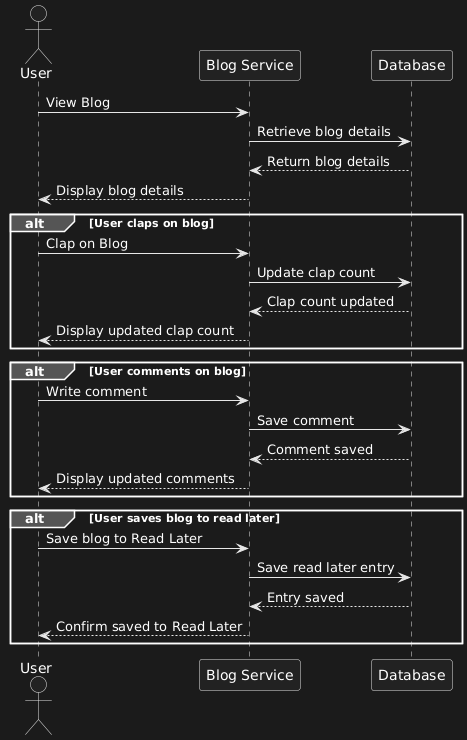 User
Blog Service
Database
View Blog
Retrieve blog details
Return blog details
Display blog details
alt [User claps on blog]
Clap on Blog
Update clap count
Clap count updated
Display updated clap count
alt [User comments on blog]
Write comment
Save comment
Comment saved
Display updated comments
alt [User saves blog to read later]
Save blog to Read Later
Save read later entry
Entry saved
Confirm saved to Read Later
User
Blog Service
Database